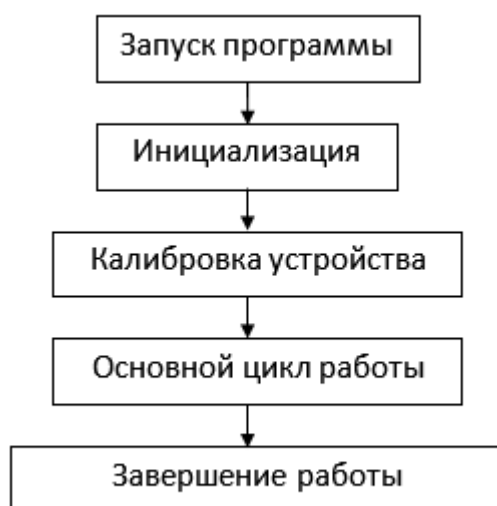 Запуск программы
Инициализация
Калибровка устройства
Основной цикл работы
Завершение работы